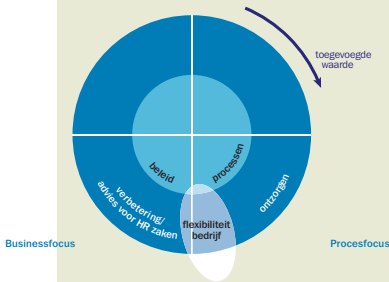 toegevoegde
waarde
beleid
processen
verbetering/
advies voor HR zaken
ontzorgen
flexibiliteit
bedrijf
Businessfocus
Procesfocus